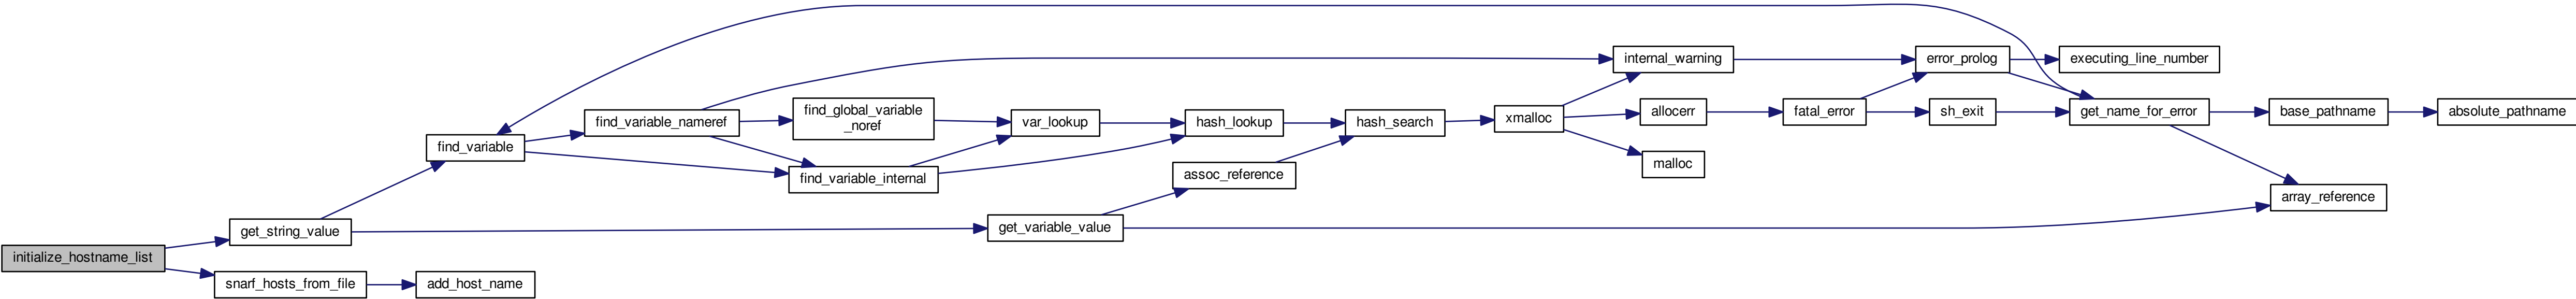 initialize_hostname_list
get_string_value
snarf_hosts_from_file
find_variable
add_host_name
find_variable_nameref
find_global_variable
_noref
find_variable_internal
get_variable_value
var_lookup
assoc_reference
hash_lookup
hash_search
xmalloc
internal_warning
allocerr
malloc
fatal_error
error_prolog
sh_exit
executing_line_number
get_name_for_error
base_pathname
array_reference
absolute_pathname